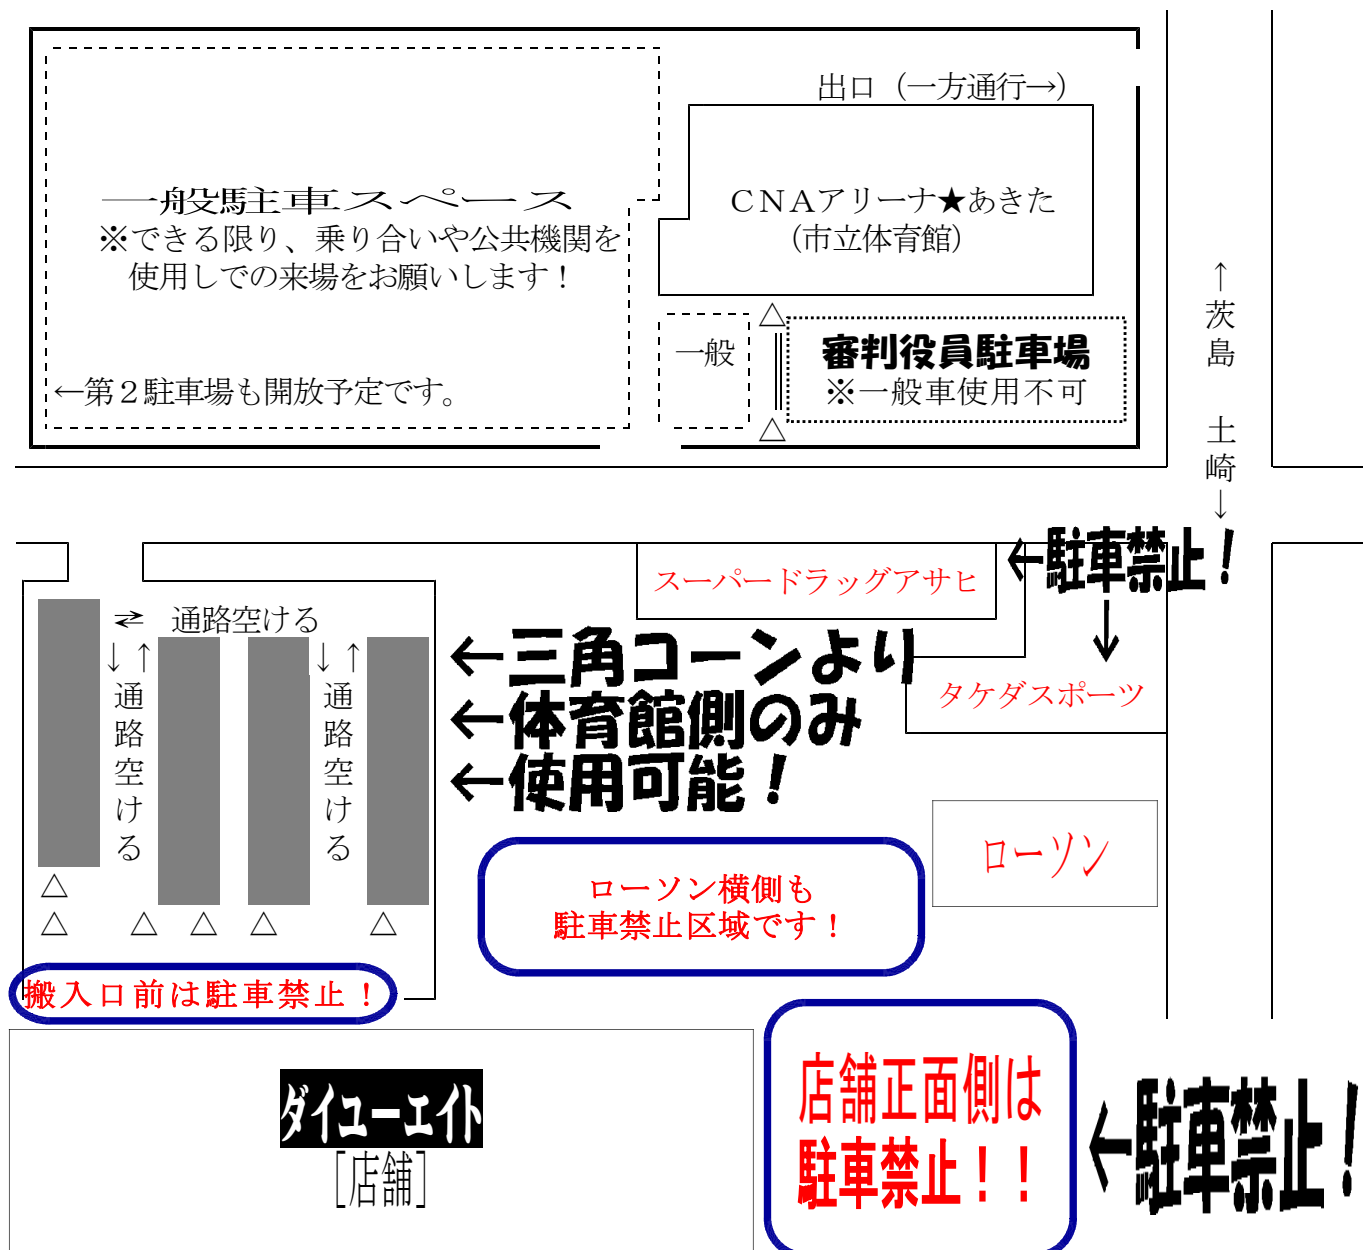 出口（一方通行→）
一般駐車スペース
※できる限り、乗り合いや公共機関を
使用しでの来場をお願いします！
←第２駐車場も開放予定です。
ＣＮＡアリーナ★あきた
（市立体育館）
△
一般
審判役員駐車場
※一般車使用不可
△
↑茨島　土崎↓
←駐車禁止！
↓
スーパードラッグアサヒ
タケダスポーツ
ローソン
⇄　通路空ける
↓↑
通路空ける
↓↑
通路空ける
△
△　△　△　△　△
←三角コーンより
←体育館側のみ
←使用可能！
ローソン横側も
駐車禁止区域です！
搬入口前は駐車禁止！
ダイユーエイト
［店舗］
店舗正面側は
駐車禁止！！
←駐車禁止！